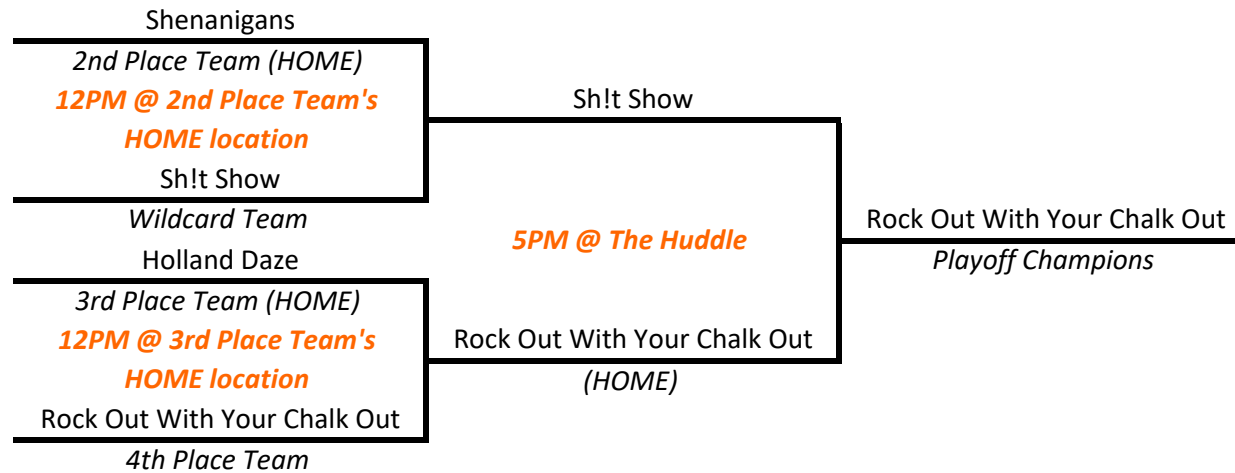 Shenanigans
2nd Place Team (HOME)
12PM @ 2nd Place Team's
HOME location
Sh!t Show
Wildcard Team
Holland Daze
3rd Place Team (HOME)
12PM @ 3rd Place Team's
HOME location
Rock Out With Your Chalk Out
4th Place Team
Sh!t Show
5PM @ The Huddle
Rock Out With Your Chalk Out
(HOME)
Rock Out With Your Chalk Out
Playoff Champions